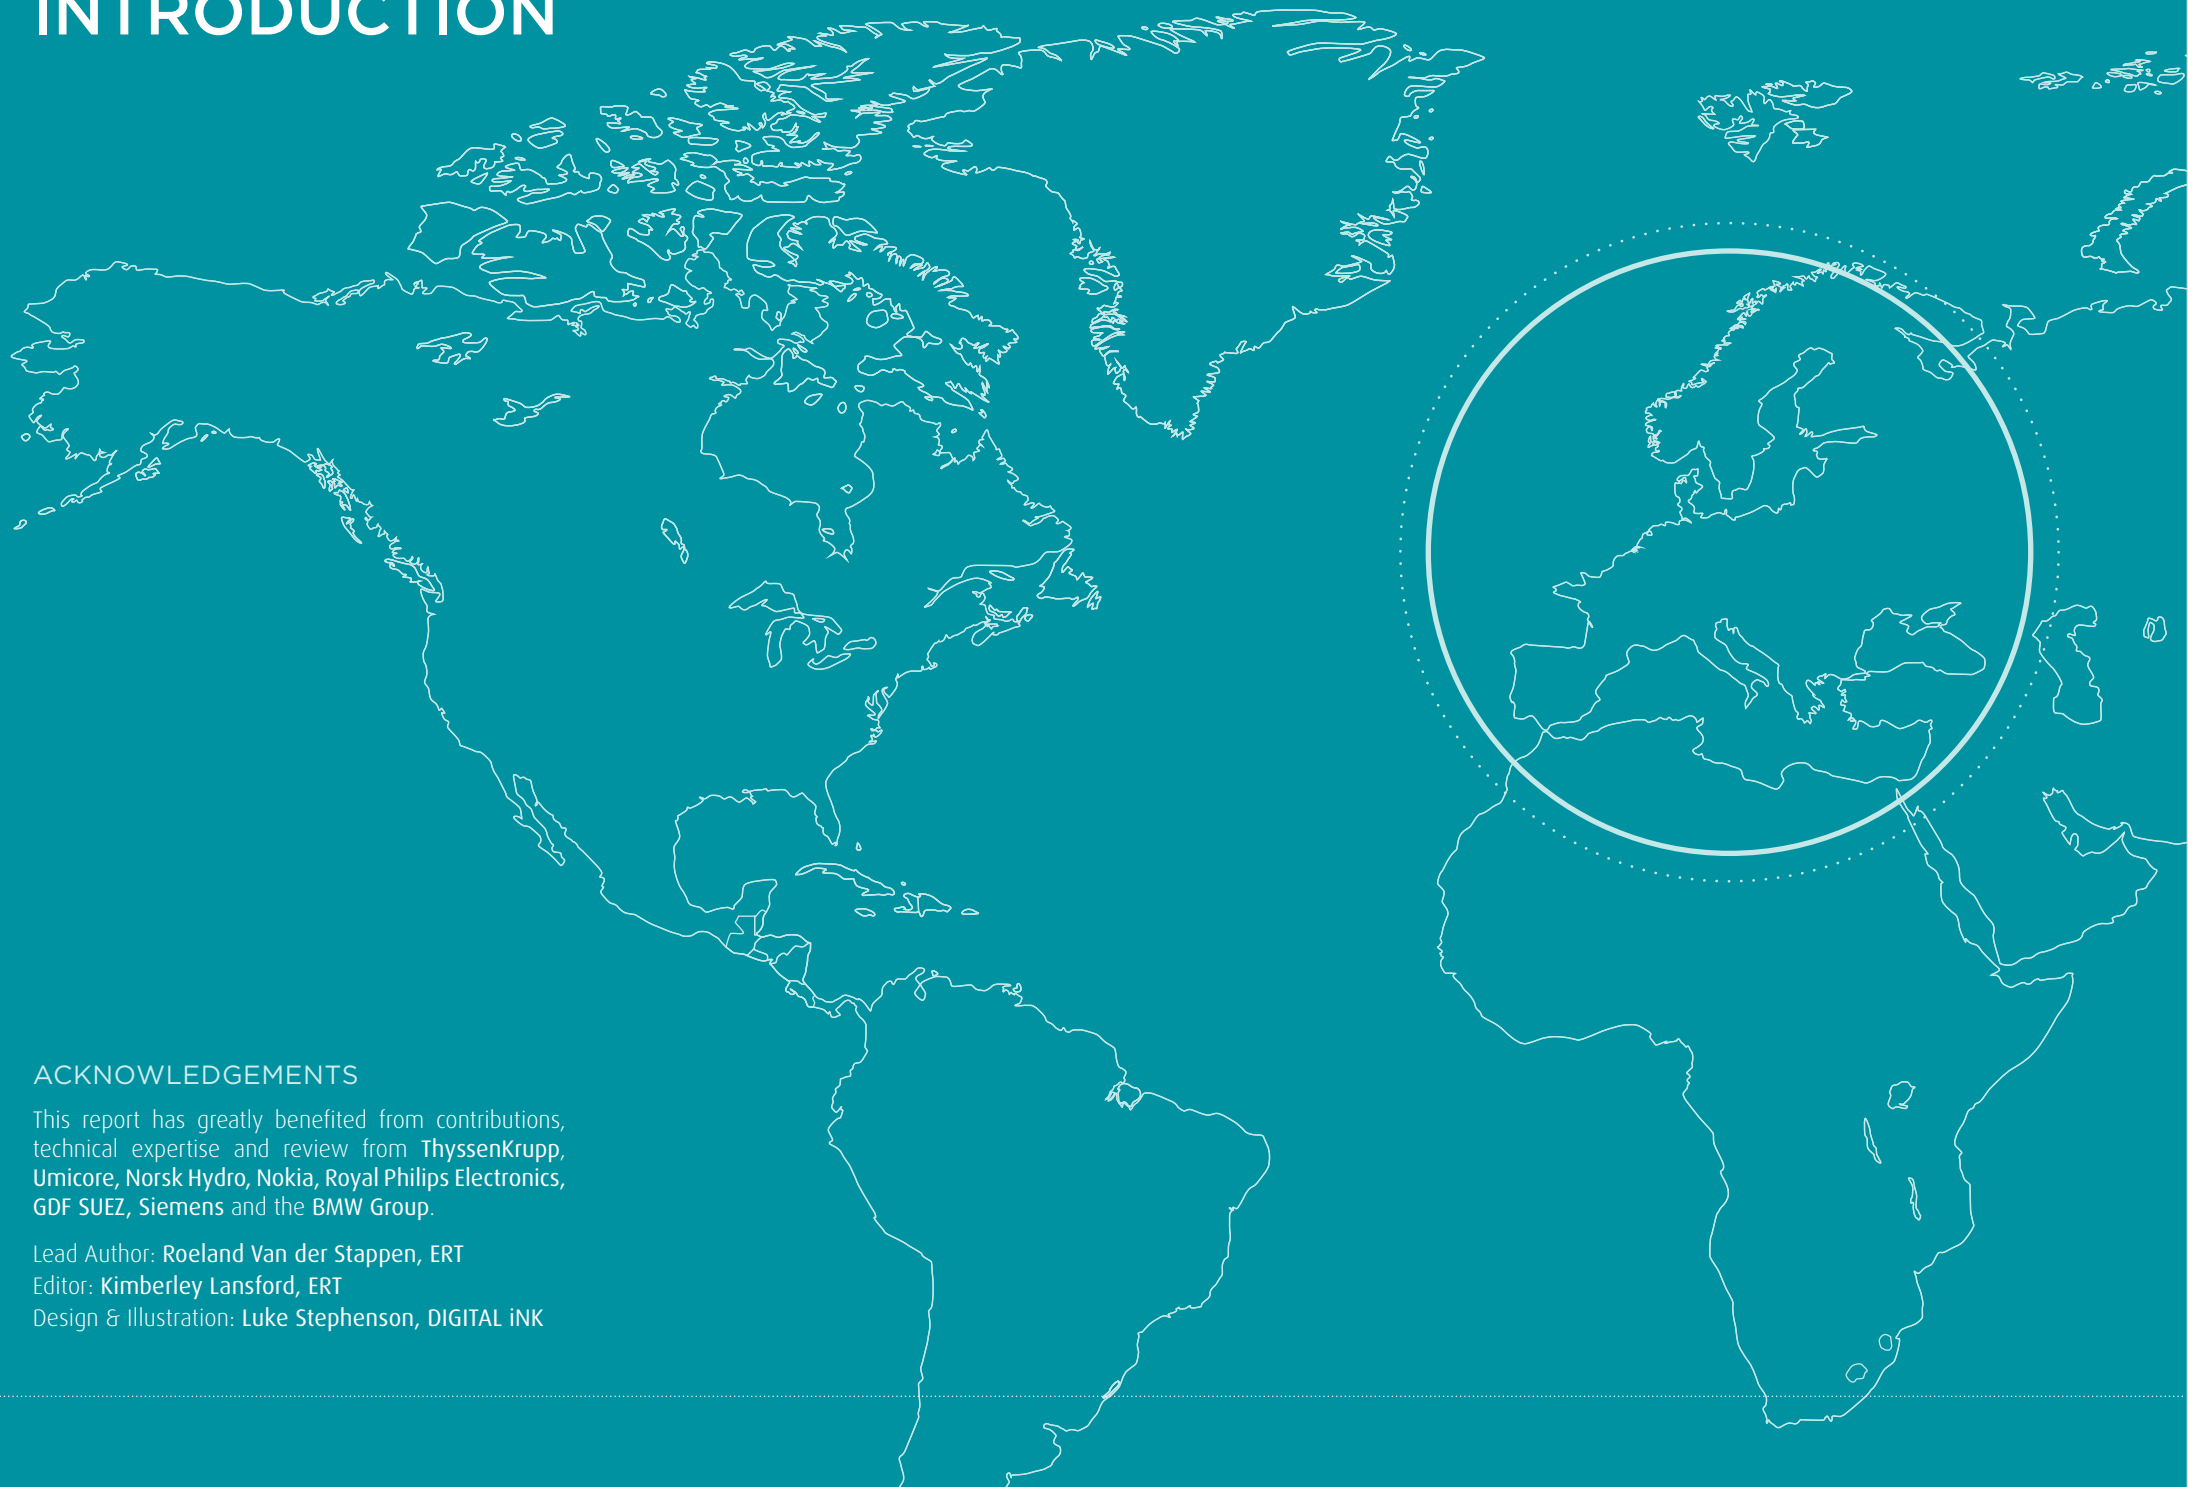 INTRODUCTION
ACKNOWLEDGEMENTS
This report has greatly benefited from contributions,
technical expertise and review from ThyssenKrupp,
Umicore, Norsk Hydro, Nokia, Royal Philips Electronics,
GDF SUEZ, Siemens and the BMW Group.
Lead Author: Roeland Van der Stappen, ERT
Editor: Kimberley Lansford, ERT
Design & Illustration: Luke Stephenson, DIGITAL iNK